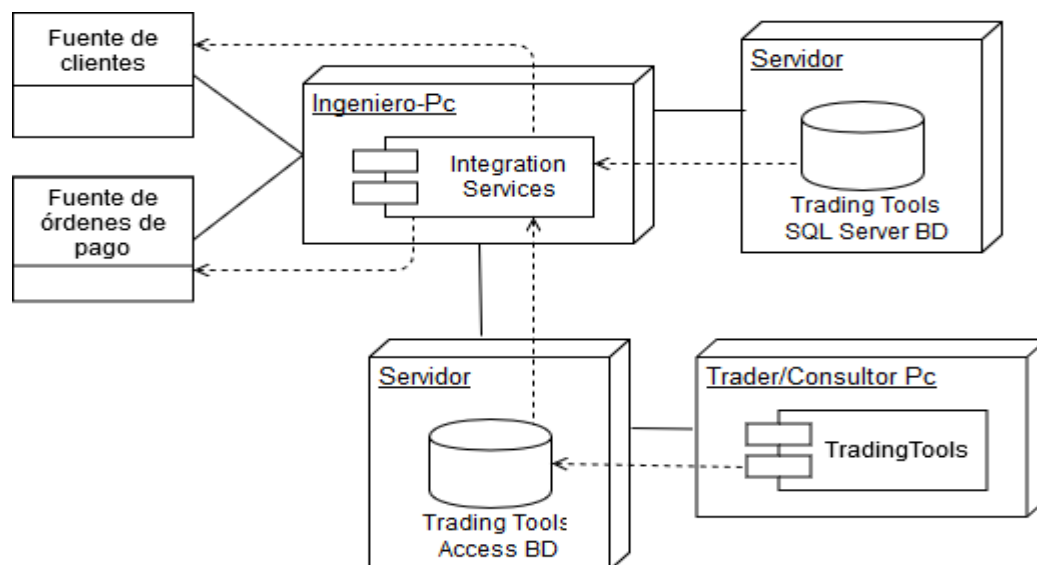 Fuente de
clientes
Ingeniero-Pc
Integration
Services
Servidor
Trading Tools
SQL Server BD
Fuente de
órdenes de
pago
Servidor
Trading Tools
Access BD
Trader/Consultor Pc
TradingTools